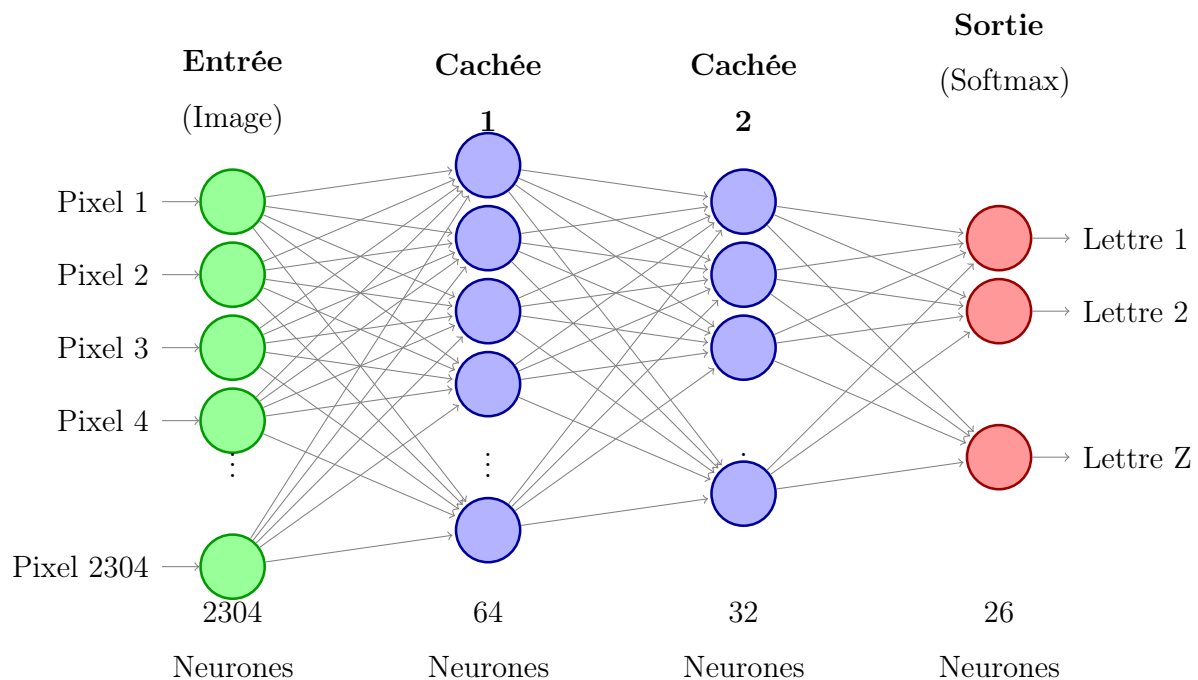 Entrée
(Image)
Cachée
1
Cachée
2
Sortie
(Softmax)
Pixel 1
Pixel 2
Pixel 3
Pixel 4
Pixel 2304
Lettre 1
Lettre 2
Lettre Z
2304
Neurones
64
Neurones
32
Neurones
26
Neurones